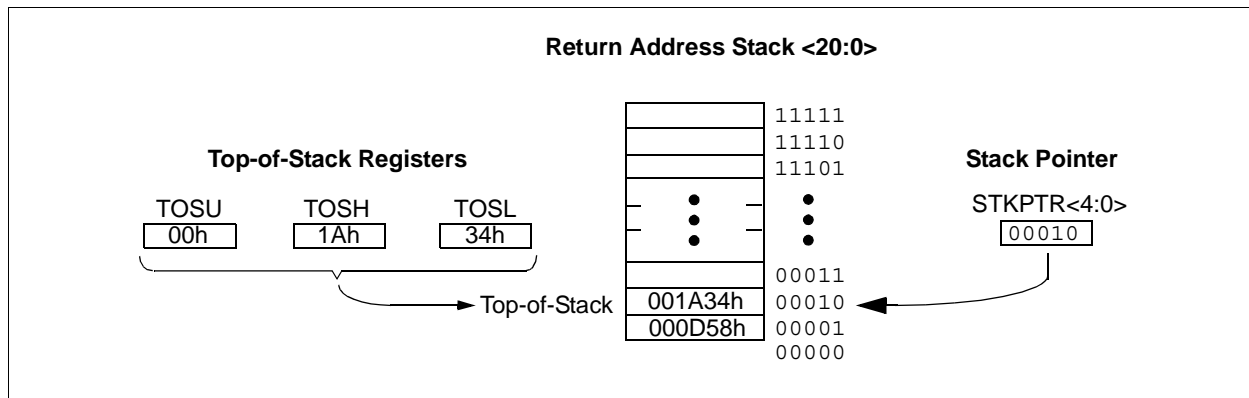 Return Address Stack <20:0>
11111
11110
Top-of-Stack Registers
11101
Stack Pointer
TOSU TOSH TOSL
STKPTR<4:0>
00h 1Ah 34h
00010
00011
Top-of-Stack 001A34h 00010
000D58h 00001
00000